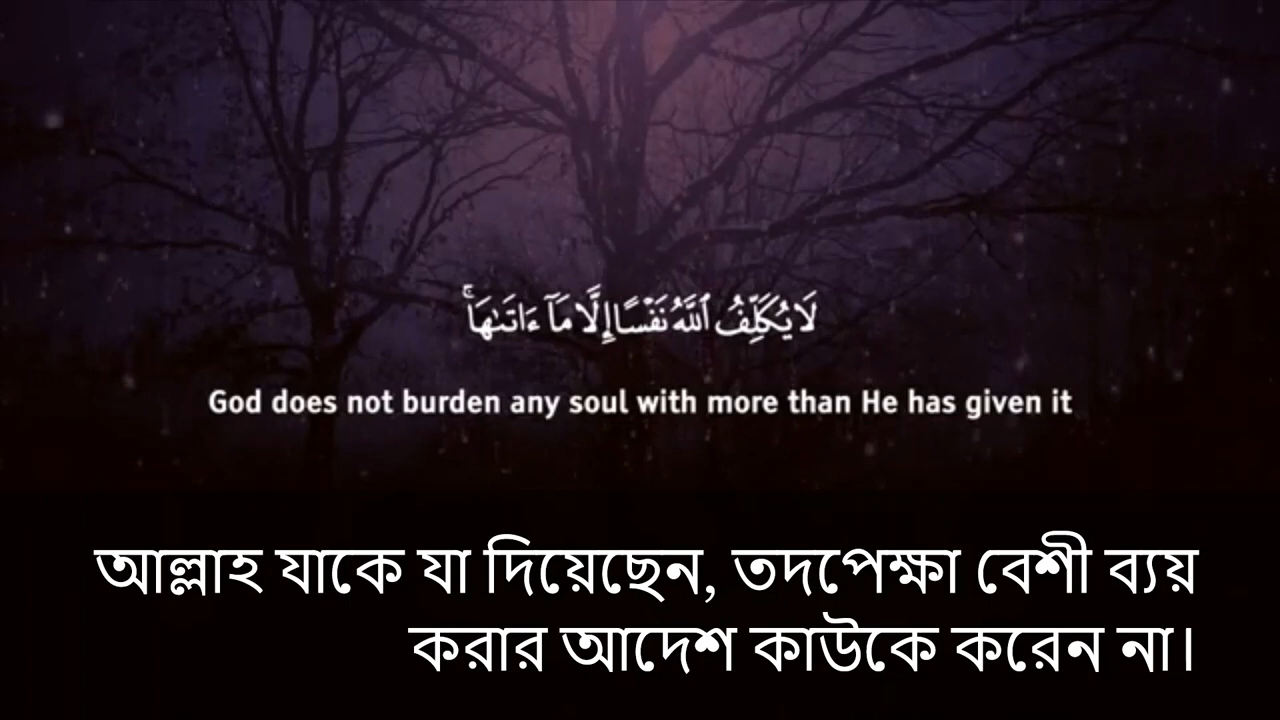 لَا يُكَلِّفُ ٱللَّهُ نَفْسًا إِلَّا مَآ ءَاتَىٰهَا ۚ
God does not burden any soul with more than He has given it
আল্লাহ যাকে যা দিয়েছেন, তদপেক্ষা বেশী ব্যয়
করার আদেশ কাউকে করেন না।